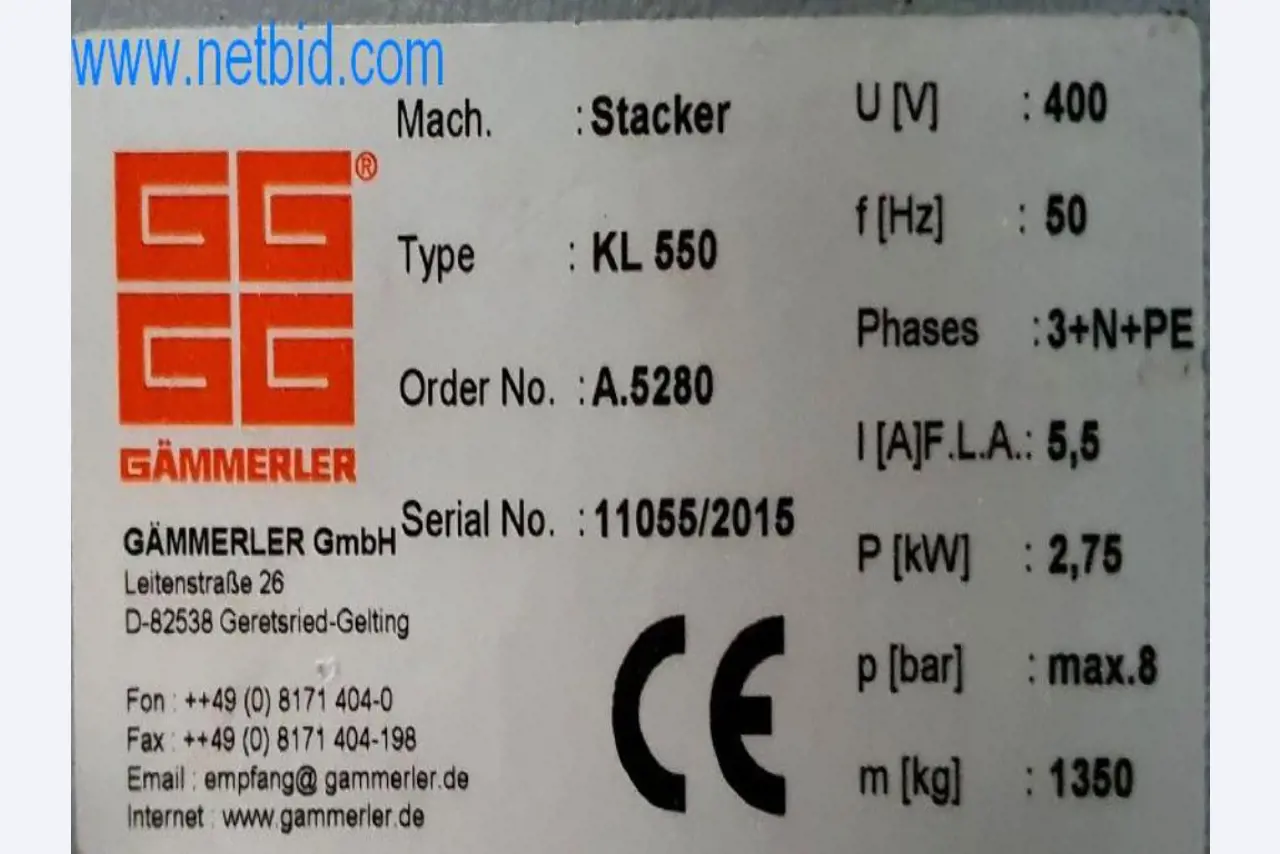 www.netbid.com
GÄMMERLER
®
GÄMMERLER GmbH
Leitenstraße 26
D-82538 Geretsried-Gelting
Fon : ++49 (0) 8171 404-0
Fax : ++49 (0) 8171 404-198
Email : empfang@ gammerler.de
Internet : www.gammerler.de
Mach. : Stacker
Type : KL 550
Order No. : A.5280
Serial No. : 11055/2015
CE
U [V] : 400
f [Hz] : 50
Phases : 3+N+PE
I [A]F.L.A.: 5,5
P [kW] : 2,75
p [bar] : max.8
m [kg] : 1350